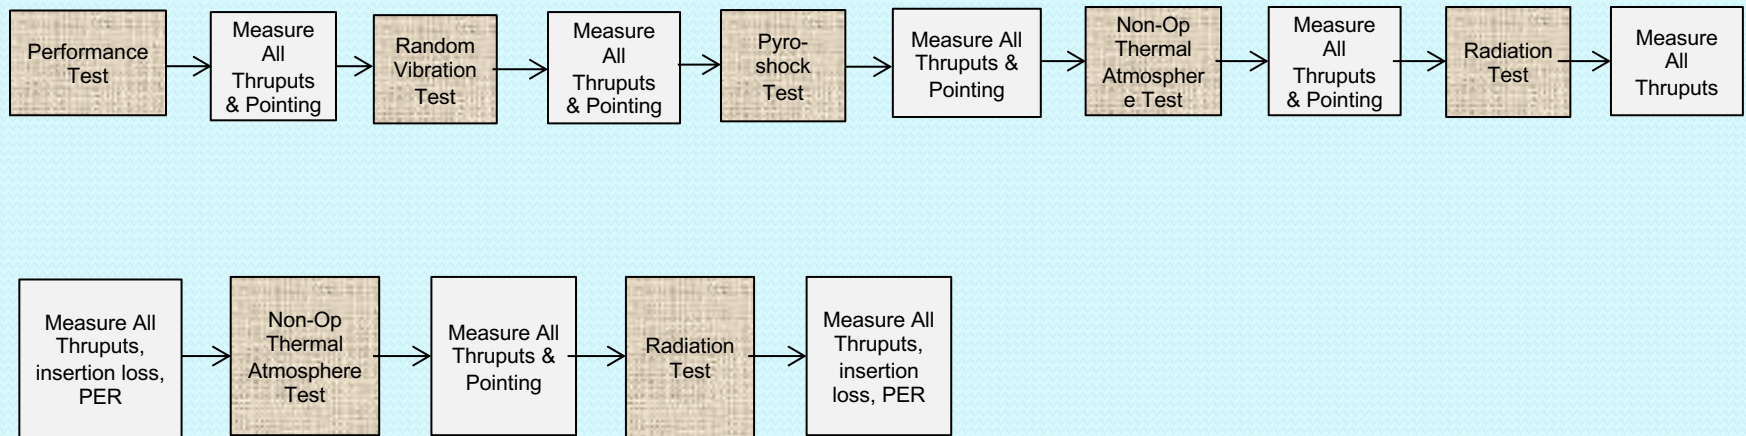 Performance
Test
Measure
All
Thruputs
& Pointing
Random
Vibration
Test
Measure
All
Thruputs
& Pointing
Pyro-
shock
Test
Measure All
Thruputs &
Pointing
Non-Op
Thermal
Atmospher
e Test
Measure
All
Thruputs
& Pointing
Radiation
Test
Measure
All
Thruputs
Measure All
Thruputs,
insertion loss,
PER
Non-Op
Thermal
Atmosphere
Test
Measure All
Thruputs &
Pointing
Radiation
Test
Measure All
Thruputs,
insertion
loss, PER